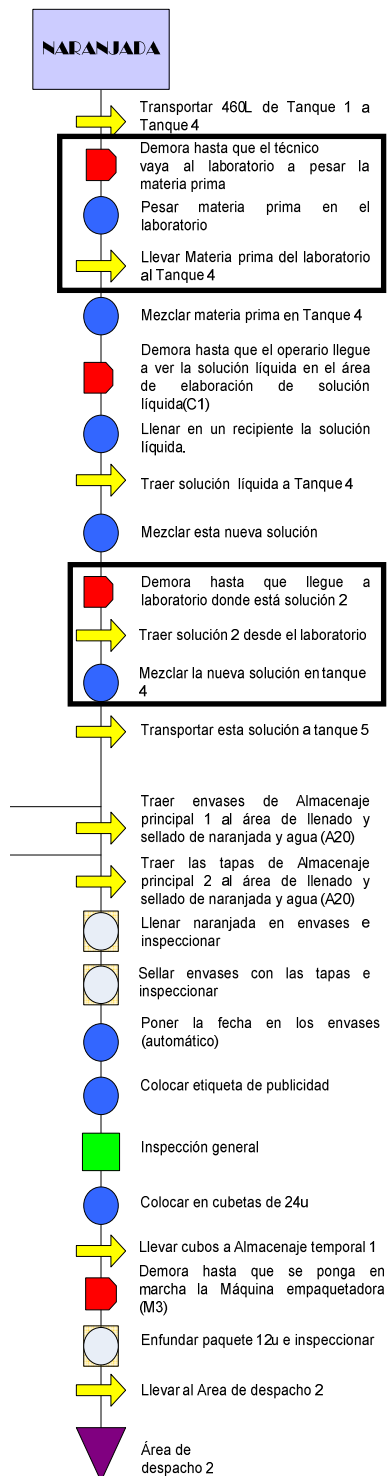 NARANJADA
Transportar 460L de Tanque 1 a
Tanque 4
Demora hasta que el técnico
vaya al laboratorio a pesar la
materia prima
Pesar materia prima en el
laboratorio
Llevar Materia prima del laboratorio
al Tanque 4
Mezclar materia prima en Tanque 4
Demora hasta que el operario llegue
a ver la solución líquida en el área
de elaboración de solución
líquida(C1)
Llenar en un recipiente la solución
líquida.
Traer solución líquida a Tanque 4
Mezclar esta nueva solución
Demora hasta que llegue a
laboratorio donde está solución 2
Traer solución 2 desde el laboratorio
Mezclar la nueva solución en tanque
4
Transportar esta solución a tanque 5
Traer envases de Almacenaje
principal 1 al área de llenado y
sellado de naranjada y agua (A20)
Traer las tapas de Almacenaje
principal 2 al área de llenado y
sellado de naranjada y agua (A20)
Llenar naranjada en envases e
inspeccionar
Sellar envases con las tapas e
inspeccionar
Poner la fecha en los envases
(automático)
Colocar etiqueta de publicidad
Inspección general
Colocar en cubetas de 24u
Llevar cubos a Almacenaje temporal 1
Demora hasta que se ponga en
marcha la Máquina empaquetadora
(M3)
Enfundar paquete 12u e inspeccionar
Llevar al Area de despacho 2
Área de
despacho 2